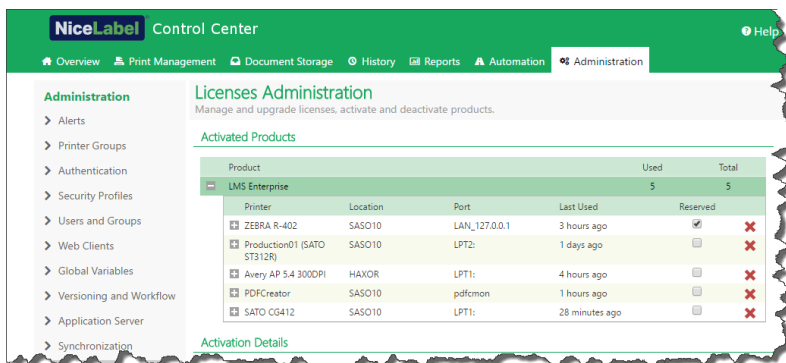 NiceLabel™ Control Center
Help
Overview Print Management Document Storage History Reports Automation Administration
Administration
Alerts
Printer Groups
Authentication
Security Profiles
Users and Groups
Web Clients
Global Variables
Versioning and Workflow
Application Server
Synchronization
Licenses Administration
Manage and upgrade licenses, activate and deactivate products.
Activated Products
Product Used Total
LMS Enterprise 5 5
Printer Location Port Last Used Reserved
ZEBRA R-402 SASO10 LAN_127.0.0.1 3 hours ago
Production01 (SATO SASO10 LPT2: 1 days ago
ST312R)
Avery AP 5.4 300DPI HAXOR LPT1: 4 hours ago
PDFCreator SASO10 pdfcmon 1 hours ago
SATO CG412 SASO10 LPT1: 28 minutes ago
Activation Details